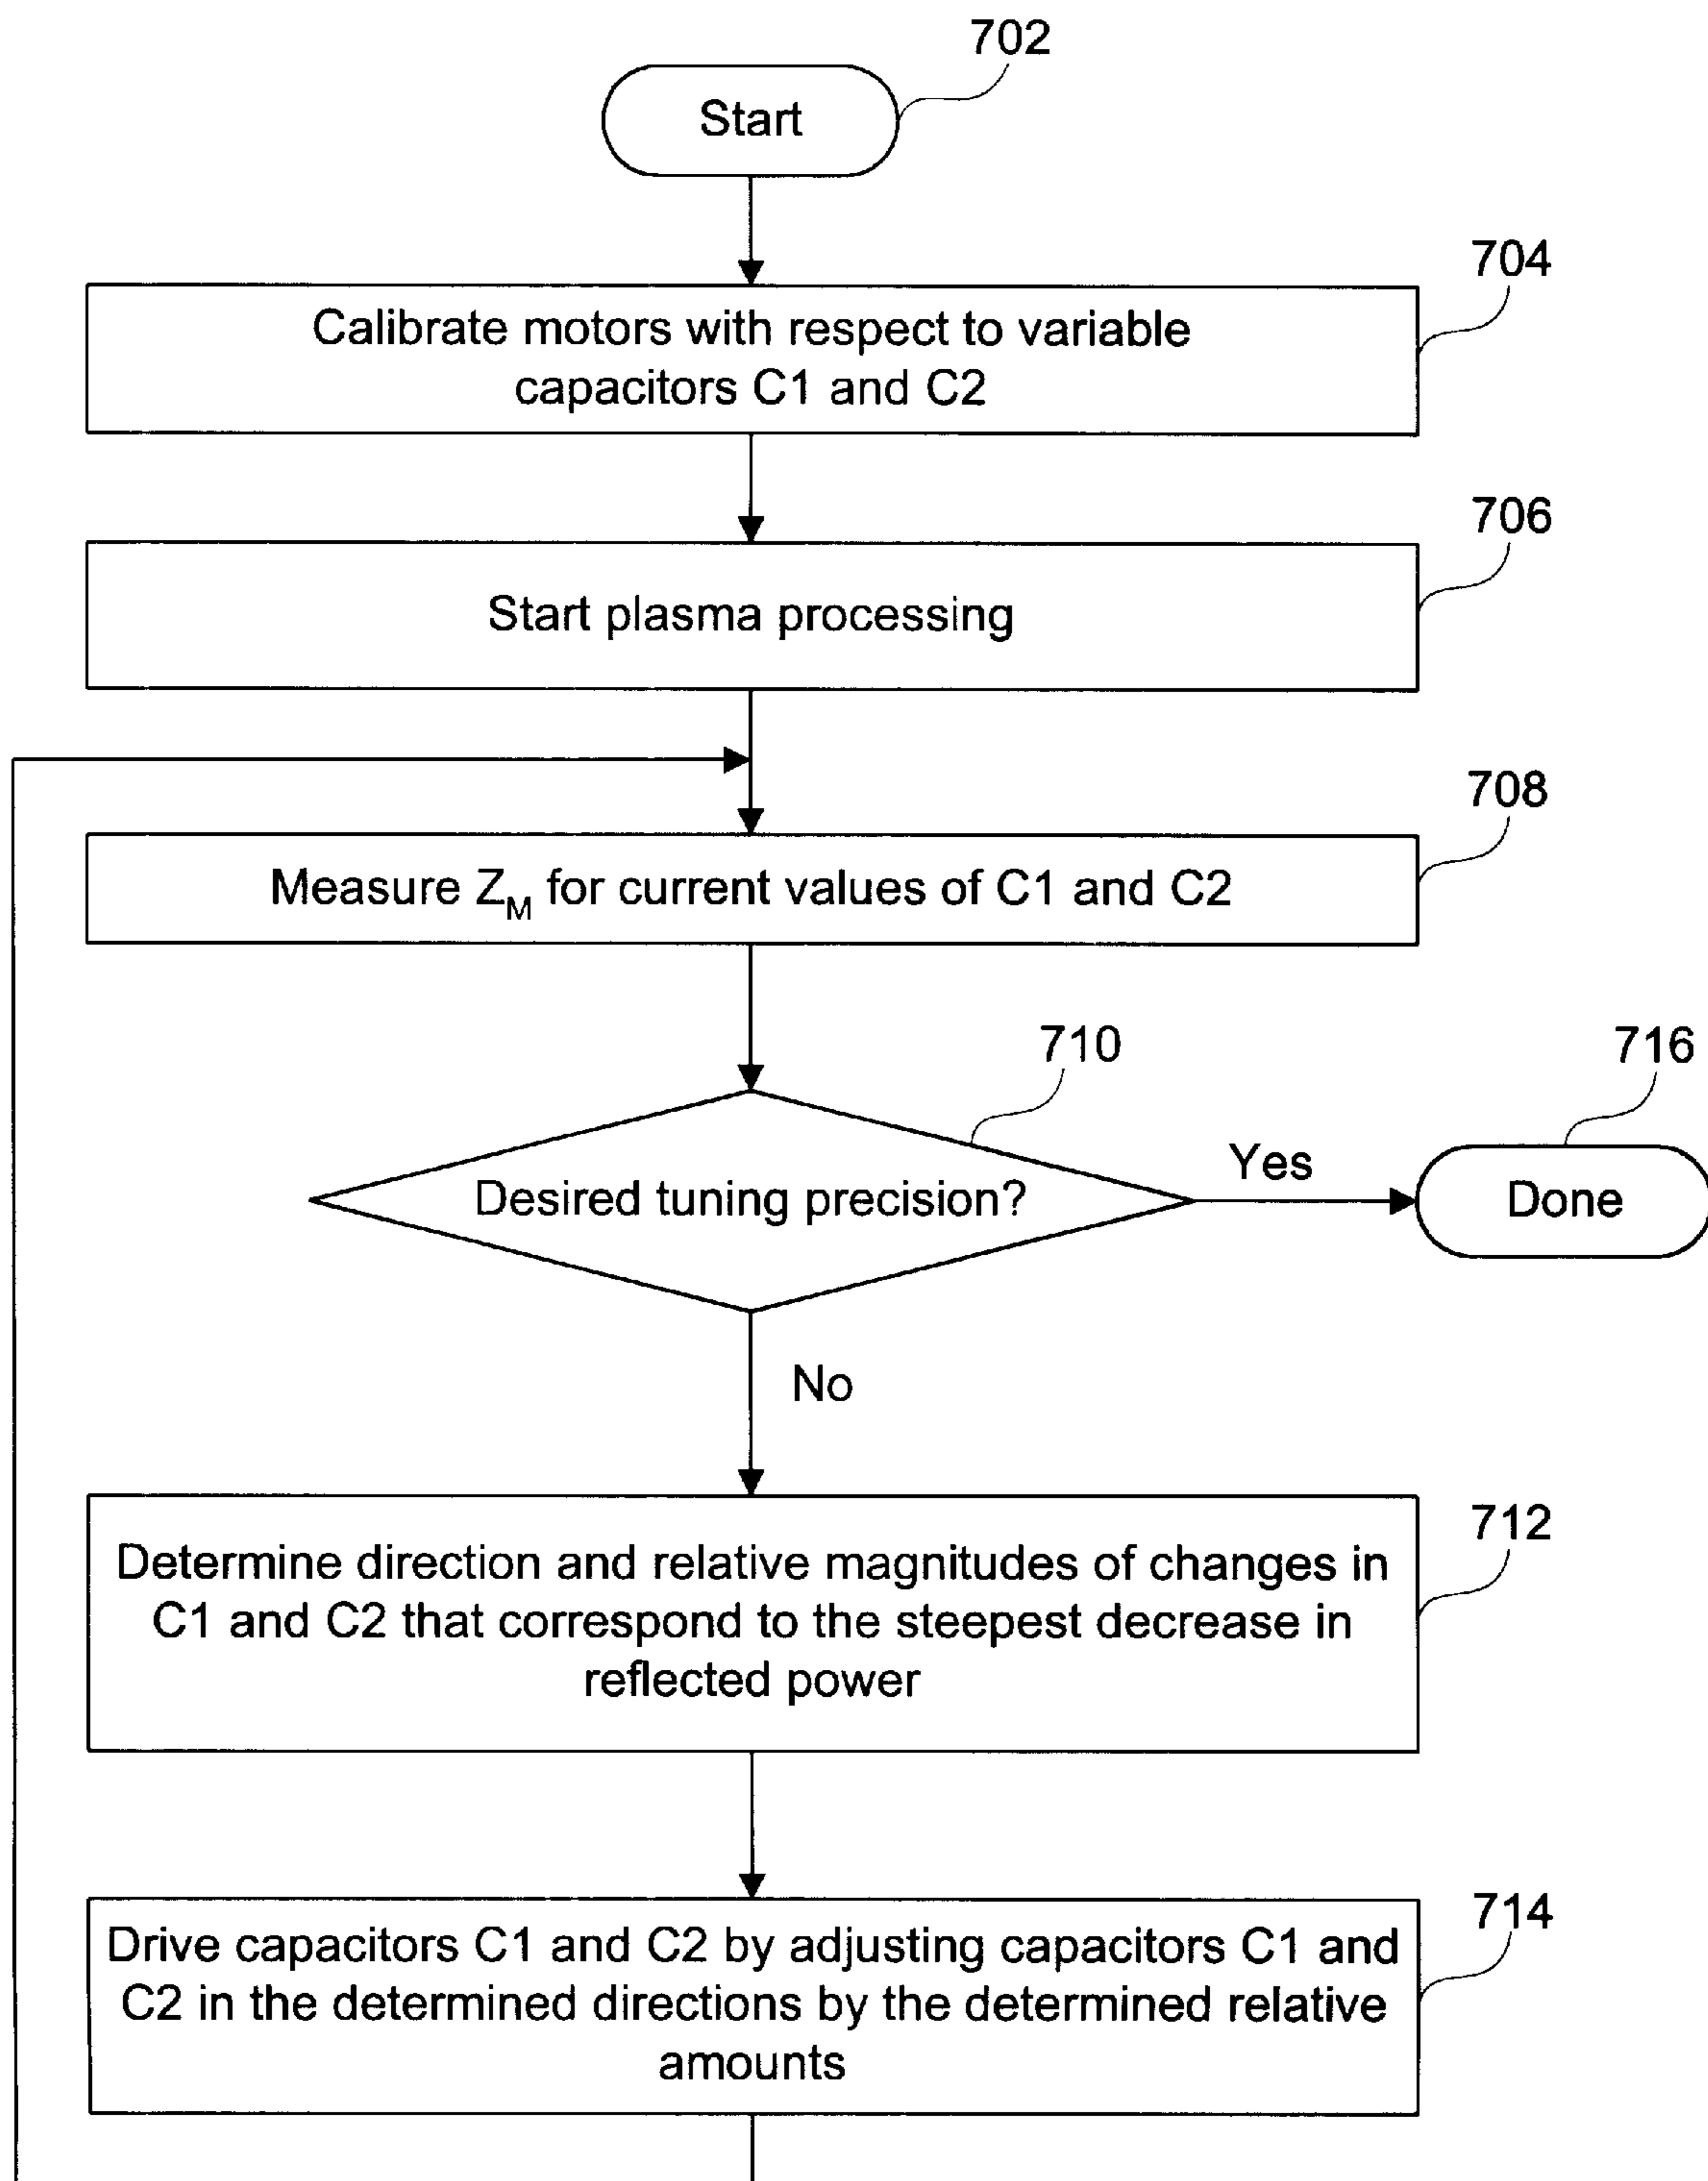 702
Start
704
Calibrate motors with respect to variable
capacitors C1 and C2
706
Start plasma processing
708
Measure Z_M for current values of C1 and C2
710
716
Desired tuning precision?
Yes
Done
No
712
Determine direction and relative magnitudes of changes in
C1 and C2 that correspond to the steepest decrease in
reflected power
714
Drive capacitors C1 and C2 by adjusting capacitors C1 and
C2 in the determined directions by the determined relative
amounts